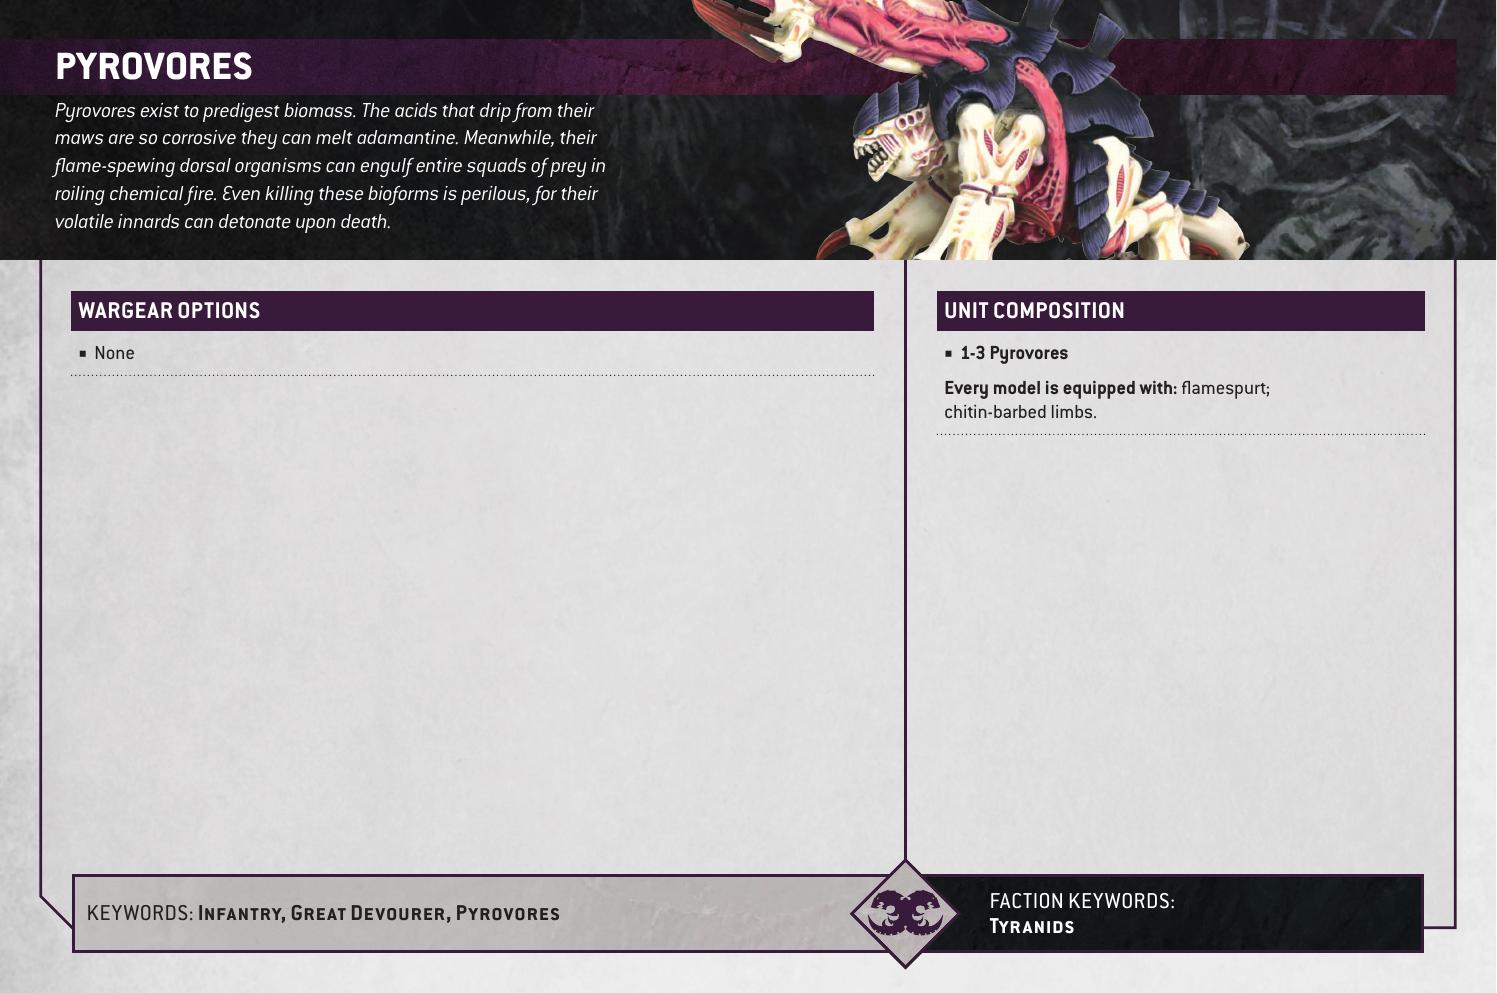 PYROVORES
Pyrovores exist to predigest biomass. The acids that drip from their
maws are so corrosive they can melt adamantine. Meanwhile, their
flame-spewing dorsal organisms can engulf entire squads of prey in
roiling chemical fire. Even killing these bioforms is perilous, for their
volatile innards can detonate upon death.
WARGEAR OPTIONS
▪ None
UNIT COMPOSITION
▪ 1-3 Pyrovores
Every model is equipped with: flamespurt;
chitin-barbed limbs.
KEYWORDS: INFANTRY, GREAT DEVOURER, PYROVORES
FACTION KEYWORDS:
TYRANIDS